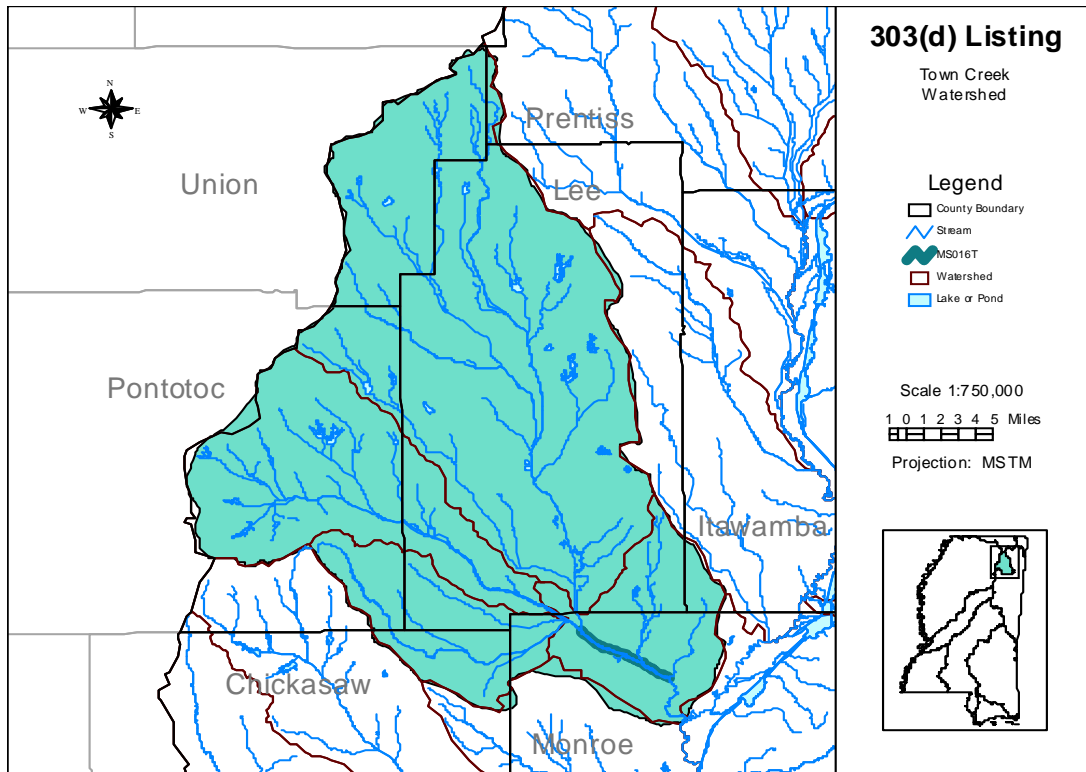 303(d) Listing
Town Creek
Watershed
N
W E
S
Prentiss
Union
Lee
Pontotoc
Itawamba
Chickasaw
Monroe
Legend
County Boundary
Stream
MS016T
Watershed
Lake or Pond
Scale 1:750,000
1 0 1 2 3 4 5 Miles
Projection: MSTM